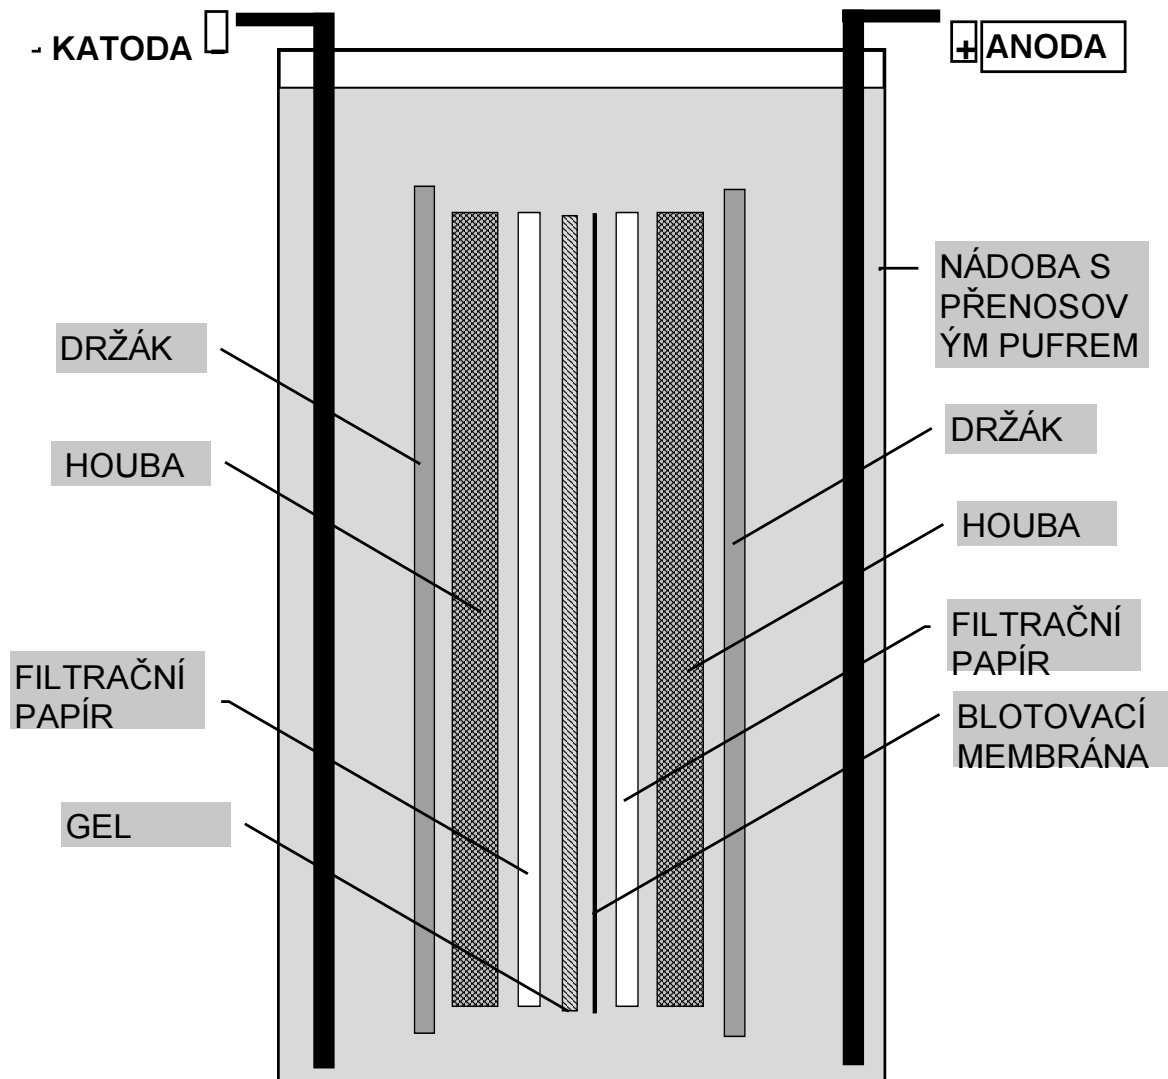 - KATODA -
+ ANODA
NÁDOBA S
PŘENOSOV
ÝM PUFREM
DRŽÁK
DRŽÁK
HOUBA
HOUBA
FILTRAČNÍ
PAPÍR
FILTRAČNÍ
PAPÍR
BLOTOVACÍ
MEMBRÁNA
GEL